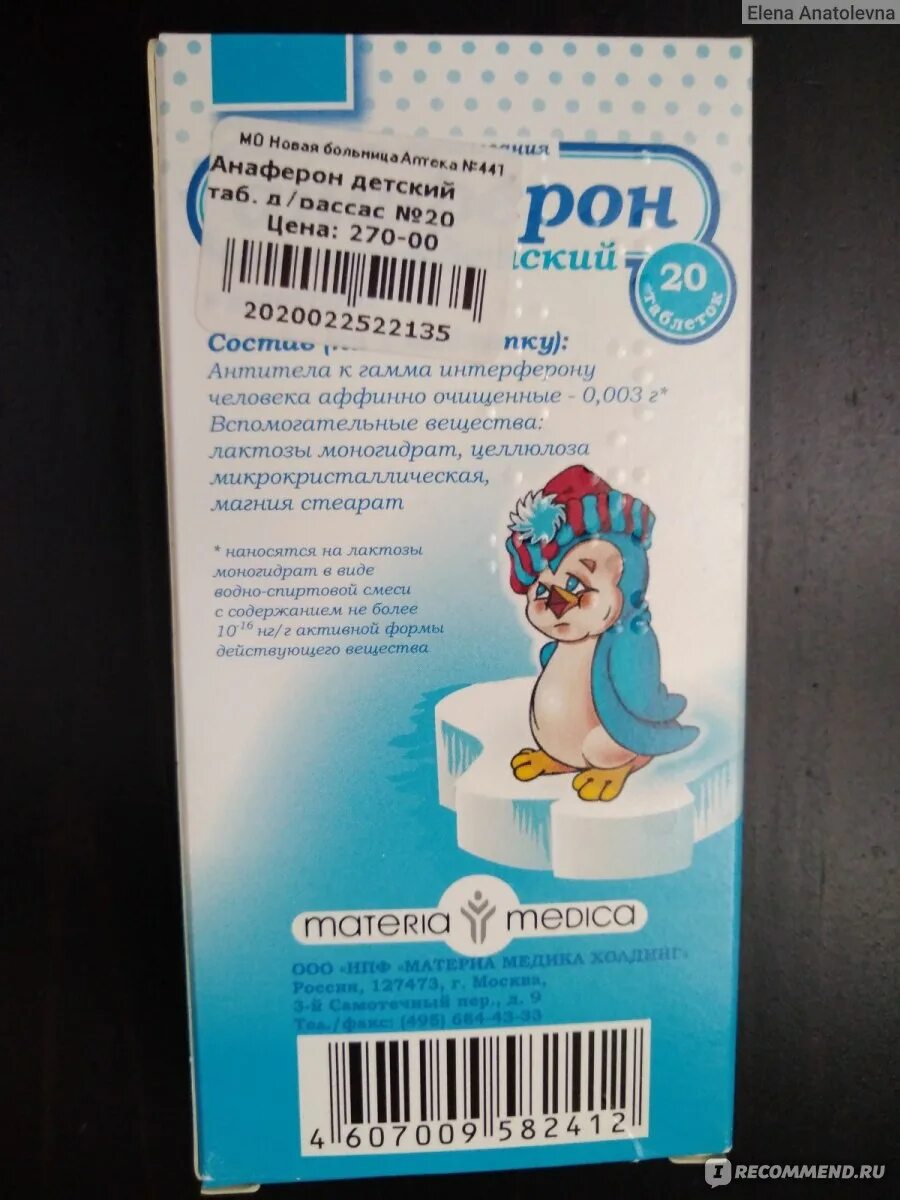 Elena Anatolevna
МО Новая больница Аптека №441
Анаферон детский
таб. д/рассас №20
Цена: 270-00
2020022522135
рон
ский
20
таблеток
Состав пку):
Антитела к гамма интерферону
человека аффинно очищенные - 0,003 г*
Вспомогательные вещества:
лактозы моногидрат, целлюлоза
микрокристаллическая,
магния стеарат
* наносятся на лактозы
моногидрат в виде
водно-спиртовой смеси
с содержанием не более
10⁻¹⁶ нг/г активной формы
действующего вещества
materia medica
ООО «НПФ «МАТЕРИА МЕДИКА ХОЛДИНГ»
Россия, 127473, г. Москва,
3-й Самотечный пер., д. 9
Тел./факс: (495) 684-43-33
4 607009 582412
IRECOMMEND.RU